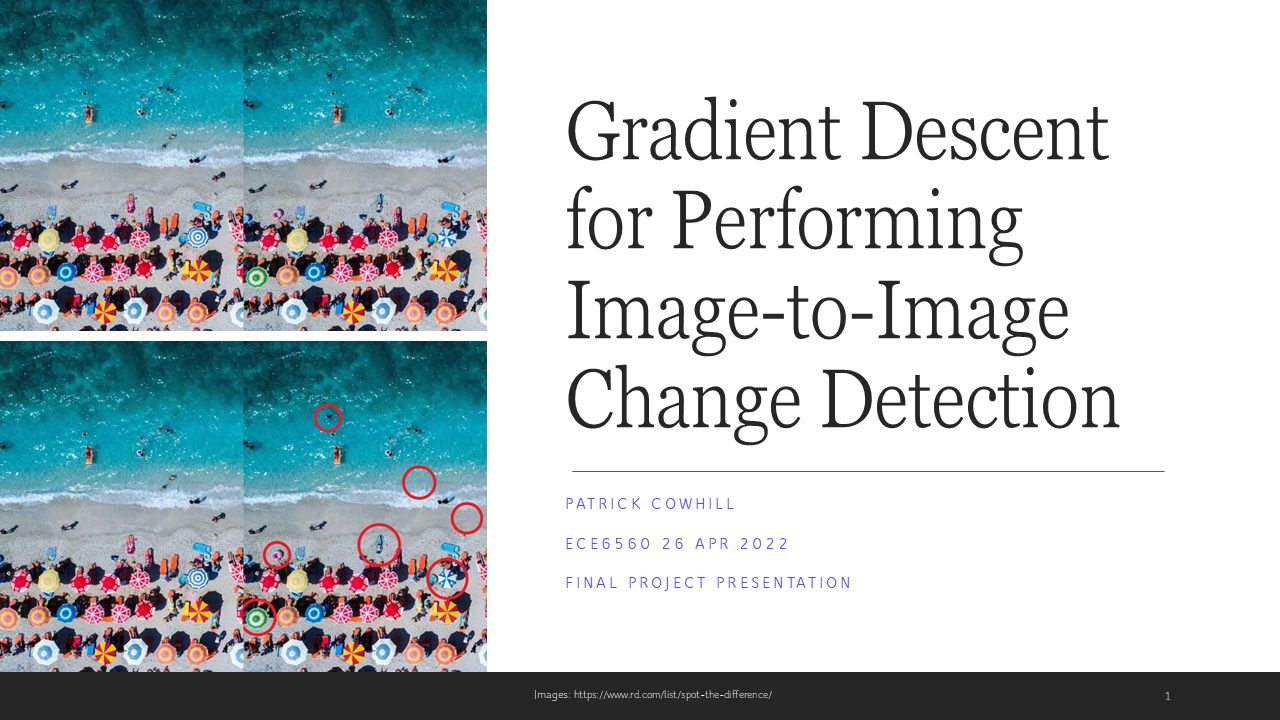 Gradient Descent
for Performing
Image-to-Image
Change Detection
PATRICK COWHILL
ECE6560 26 APR 2022
FINAL PROJECT PRESENTATION
Images: https://www.rd.com/list/spot-the-difference/
1